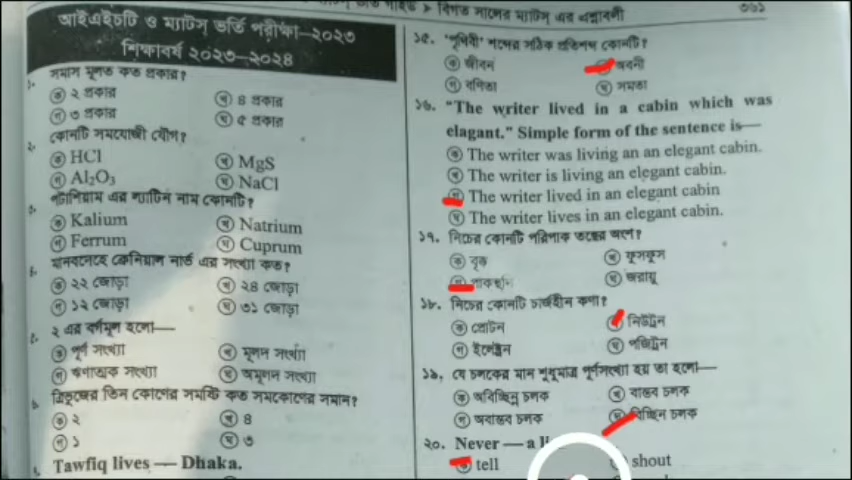 বিগত সালের ম্যাটস্ এর প্রশ্নাবলী
৩৬১
আইএইচটি ও ম্যাটস্ ভর্তি পরীক্ষা-২০২৩
শিক্ষাবর্ষ ২০২৩-২০২৪
১. সমাস মূলত কত প্রকার?
ক ২ প্রকার খ ৪ প্রকার
গ ৩ প্রকার ঘ ৫ প্রকার
২. কোনটি সমযোজী যৌগ?
ক HCl খ MgS
গ Al₂O₃ ঘ NaCl
৩. পটাশিয়াম এর ল্যাটিন নাম কোনটি?
ক Kalium খ Natrium
গ Ferrum ঘ Cuprum
৪. মানবদেহে ক্রেনিয়াল নার্ভ এর সংখ্যা কত?
ক ২২ জোড়া খ ২৪ জোড়া
গ ১২ জোড়া ঘ ৩১ জোড়া
৫. ২ এর বর্গমূল হলো—
ক পূর্ণ সংখ্যা খ মূলদ সংখ্যা
গ ঋণাত্মক সংখ্যা ঘ অমূলদ সংখ্যা
৬. ত্রিভুজের তিন কোণের সমষ্টি কত সমকোণের সমান?
ক ২ খ ৪
গ ১ ঘ ৩
Tawfiq lives — Dhaka.
১৫. 'পৃথিবী' শব্দের সঠিক প্রতিশব্দ কোনটি?
ক জীবন অবনী
গ বণিতা ঘ সমতা
১৬. "The writer lived in a cabin which was
elagant." Simple form of the sentence is—
ক The writer was living an an elegant cabin.
খ The writer is living an elegant cabin.
গ The writer lived in an elegant cabin
ঘ The writer lives in an elegant cabin.
১৭. নিচের কোনটি পরিপাক তন্ত্রের অংশ?
ক বৃক্ক খ ফুসফুস
পাকস্থলি ঘ জরায়ু
১৮. নিচের কোনটি চার্জহীন কণা?
ক প্রোটন নিউট্রন
গ ইলেক্ট্রন ঘ পজিট্রন
১৯. যে চলকের মান শুধুমাত্র পূর্ণসংখ্যা হয় তা হলো—
ক অবিচ্ছিন্ন চলক খ বাস্তব চলক
গ অবাস্তব চলক ঘ বিচ্ছিন্ন চলক
২০. Never — a
ক tell shout